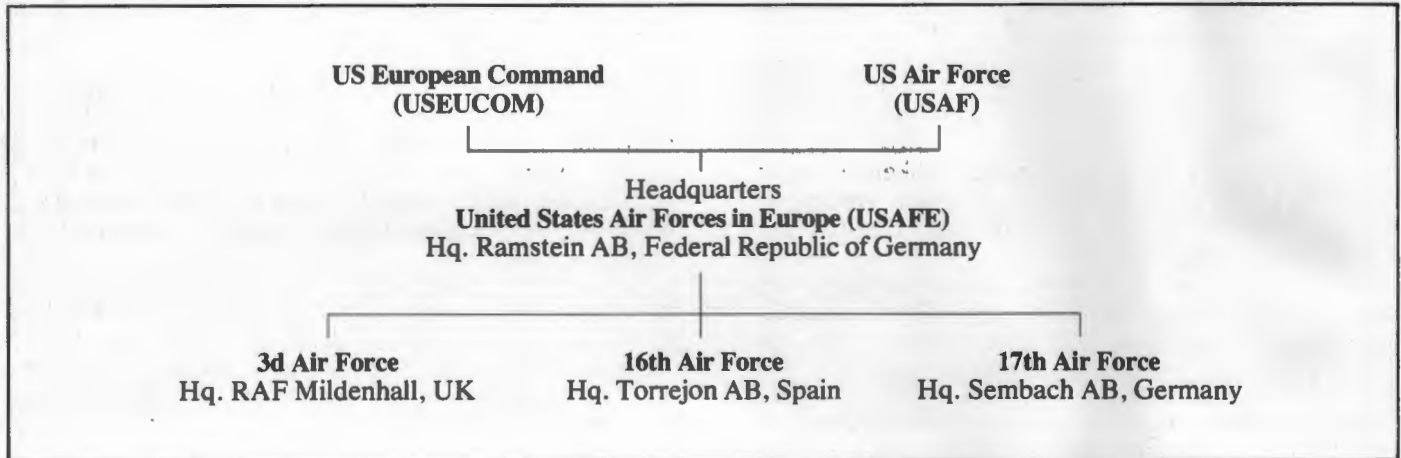 US European Command
(USEUCOM)
US Air Force
(USAF)
Headquarters
United States Air Forces in Europe (USAFE)
Hq. Ramstein AB, Federal Republic of Germany
3d Air Force
Hq. RAF Mildenhall, UK
16th Air Force
Hq. Torrejon AB, Spain
17th Air Force
Hq. Sembach AB, Germany